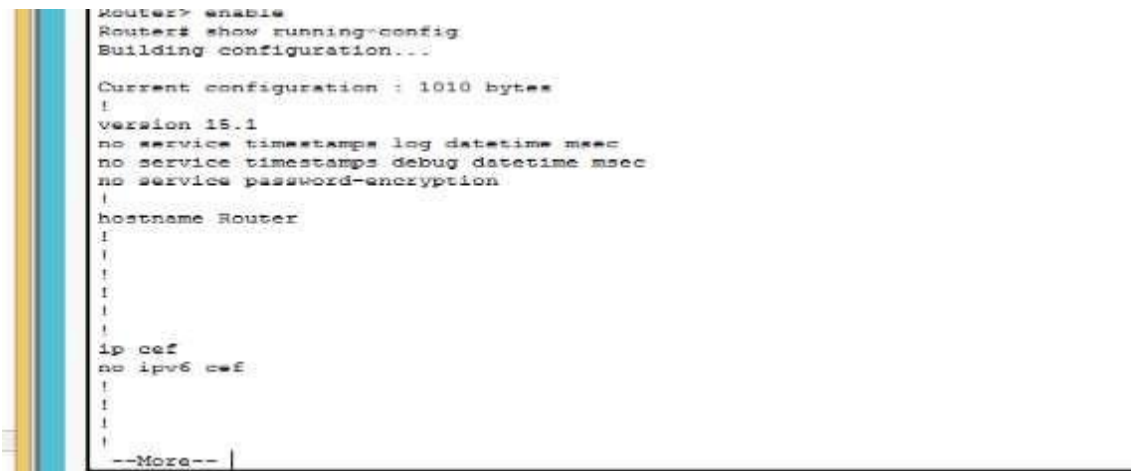 Router> enable
Router# show running-config
Building configuration...
Current configuration : 1010 bytes
!
version 15.1
no service timestamps log datetime msec
no service timestamps debug datetime msec
no service password-encryption
!
hostname Router
!
!
!
!
!
!
ip cef
no ipv6 cef
!
!
!
!
--More--